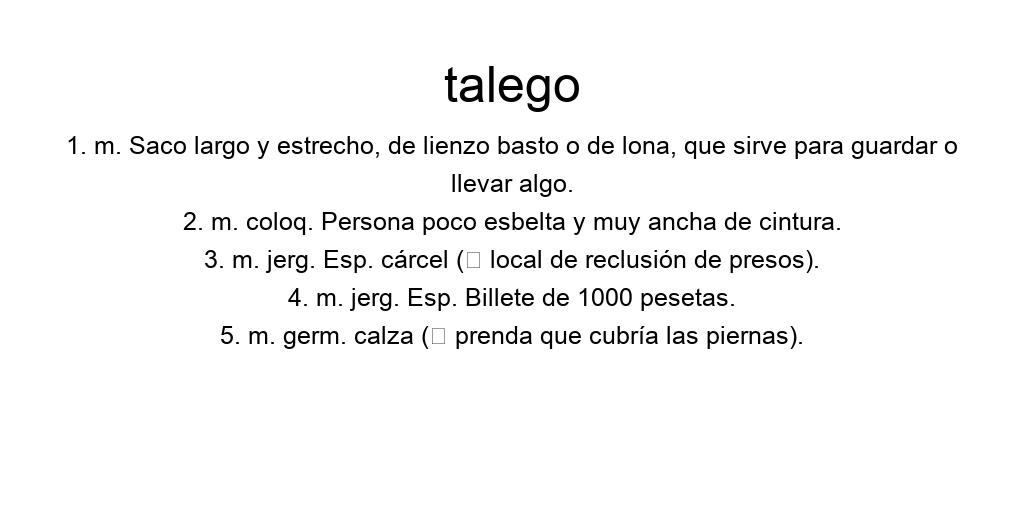 talego
1. m. Saco largo y estrecho, de lienzo basto o de lona, que sirve para guardar o
llevar algo.
2. m. coloq. Persona poco esbelta y muy ancha de cintura.
3. m. jerg. Esp. cárcel (□ local de reclusión de presos).
4. m. jerg. Esp. Billete de 1000 pesetas.
5. m. germ. calza (□ prenda que cubría las piernas).